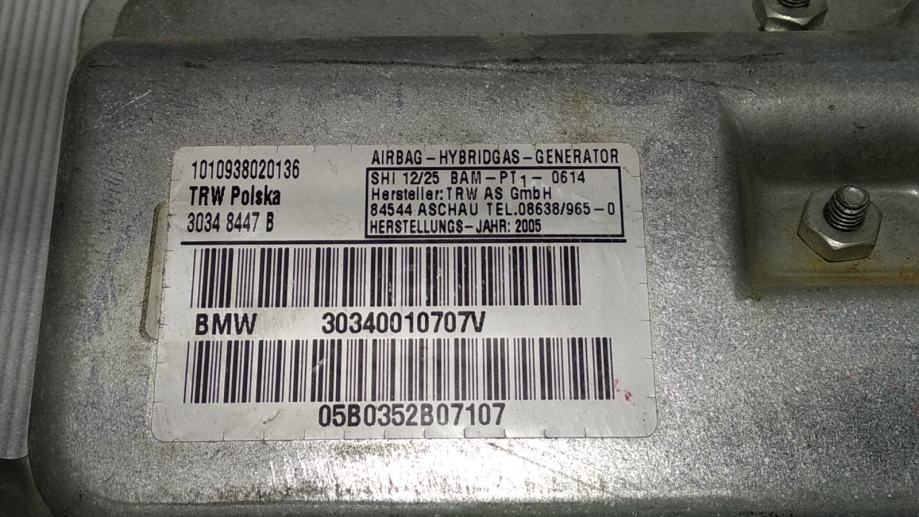 1010938020136
TRW Polska
3034 8447 B
AIRBAG-HYBRIDGAS-GENERATOR
SHI 12/25 BAM-PT1-0614
Hersteller:TRW AS GmbH
84544 ASCHAU TEL.08638/965-0
HERSTELLUNGS-JAHR: 2005
BMW 30340010707V
05B0352B07107